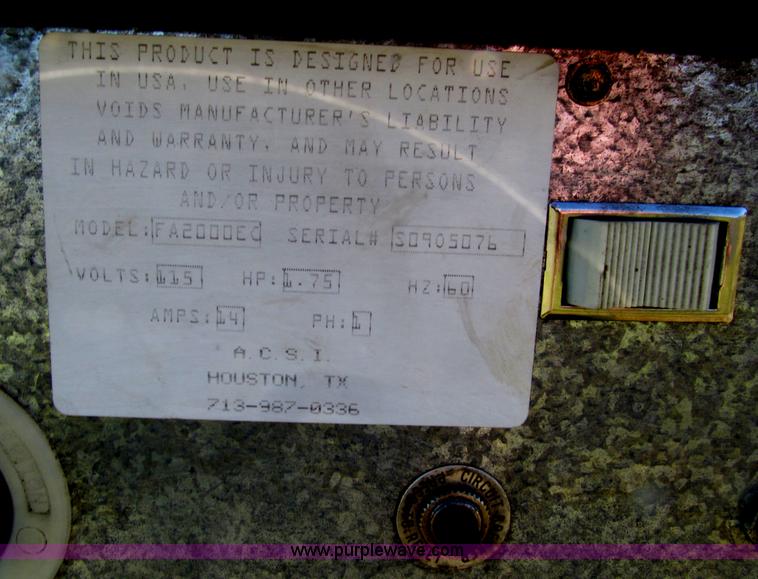 THIS PRODUCT IS DESIGNED FOR USE
IN USA. USE IN OTHER LOCATIONS
VOIDS MANUFACTURER'S LIABILITY
AND WARRANTY, AND MAY RESULT
IN HAZARD OR INJURY TO PERSONS
AND/OR PROPERTY
MODEL: FA2000EC SERIAL# S0905076
VOLTS: 115 HP: 1.75 HZ: 60
AMPS: 14 PH: 1
A.C.S.I.
HOUSTON, TX
713-987-0336
CIRCUIT
www.purplewave.com